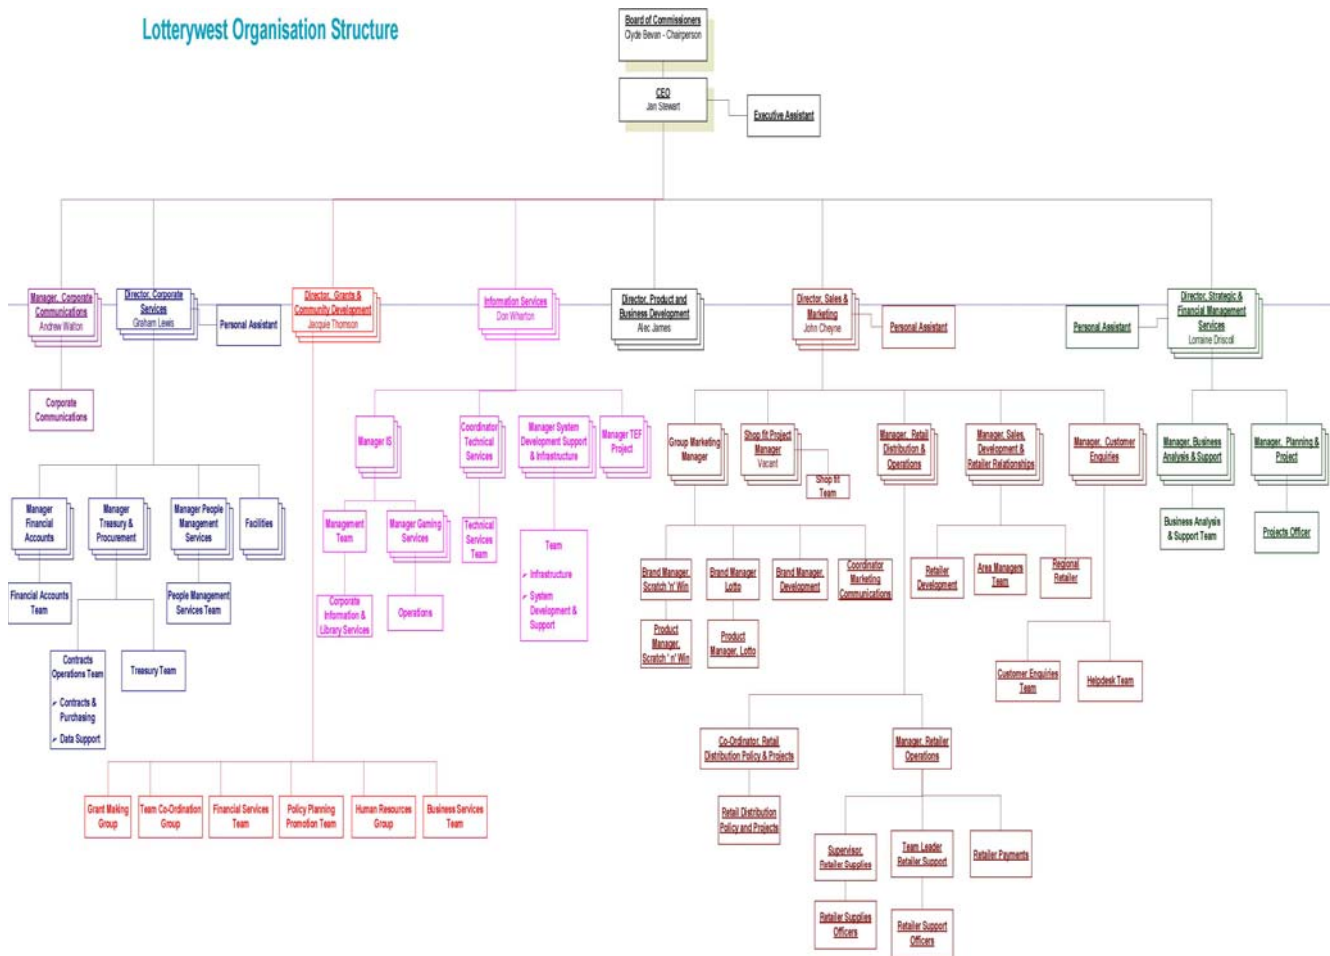 Lotterywest Organisation Structure
Board of Commissioners
Clyde Bevan - Chairperson
CEO
Jan Stewart
Executive Assistant
Manager, Corporate
Communications
Andrew Walton
Director, Corporate
Services
Graham Lewis
Personal Assistant
Director, Grants &
Community Development
Jacquie Thomson
Information Services
Don Wharton
Director, Product and
Business Development
Alec James
Director, Sales &
Marketing
John Cheyne
Personal Assistant
Personal Assistant
Director, Strategic &
Financial Management
Services
Lorraine Driscoll
Corporate
Communications
Manager IS
Coordinator
Technical
Services
Manager System
Development Support
& Infrastructure
Manager TEF
Project
Group Marketing
Manager
Shop fit Project
Manager
Vacant
Shop fit
Team
Manager, Retail
Distribution &
Operations
Manager, Sales,
Development &
Retailer Relationships
Manager, Customer
Enquiries
Manager, Business
Analysis & Support
Manager, Planning &
Project
Manager
Financial
Accounts
Manager
Treasury &
Procurement
Manager People
Management
Services
Facilities
Management
Team
Manager Gaming
Services
Technical
Services
Team
Team
Infrastructure
System
Development &
Support
Business Analysis
& Support Team
Projects Officer
Financial Accounts
Team
People Management
Services Team
Corporate
Information &
Library Services
Operations
Brand Manager,
Scratch 'n' Win
Brand Manager
Lotto
Brand Manager,
Development
Coordinator
Marketing
Communications
Retailer
Development
Area Managers
Team
Regional
Retailer
Product
Manager,
Scratch ' n' Win
Product
Manager, Lotto
Contracts
Operations Team
Contracts &
Purchasing
Data Support
Treasury Team
Customer Enquiries
Team
Helpdesk Team
Co-Ordinator, Retail
Distribution Policy & Projects
Manager, Retailer
Operations
Grant Making
Group
Team Co-Ordination
Group
Financial Services
Team
Policy Planning
Promotion Team
Human Resources
Group
Business Services
Team
Retail Distribution
Policy and Projects
Supervisor,
Retailer Supplies
Team Leader
Retailer Support
Retailer Payments
Retailer Supplies
Officers
Retailer Support
Officers